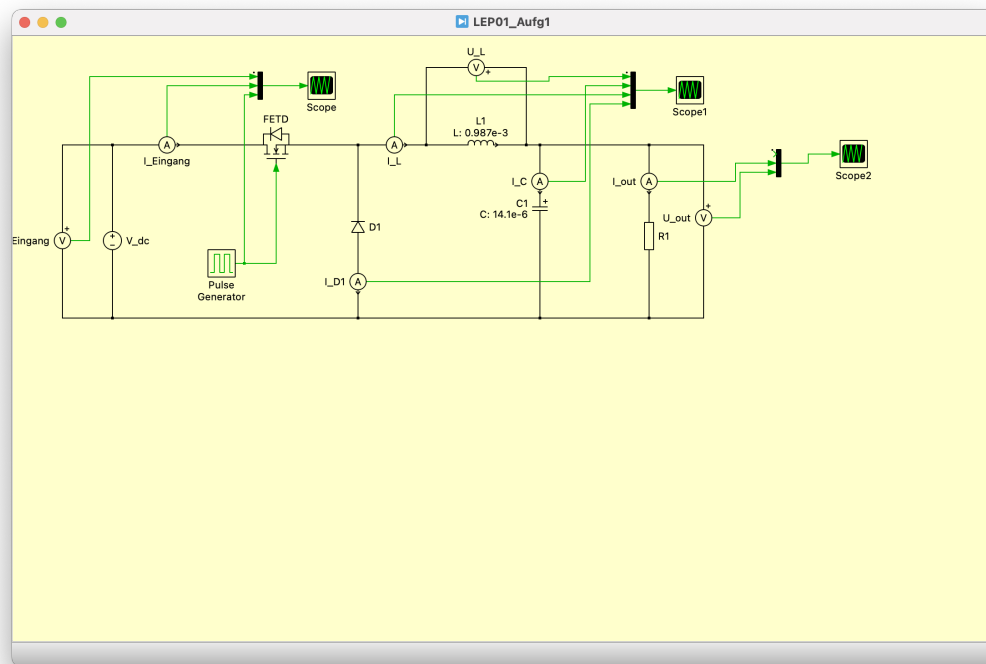 LEP01_Aufg1
U_L
V
+
Scope
Scope1
FETD
L1
L: 0.987e-3
A
I_Eingang
A
I_L
I_C
A
I_out
A
Scope2
C1
+
C: 14.1e-6
U_out
V
+
Eingang
V
+
+
−
V_dc
D1
R1
Pulse
Generator
I_D1
A